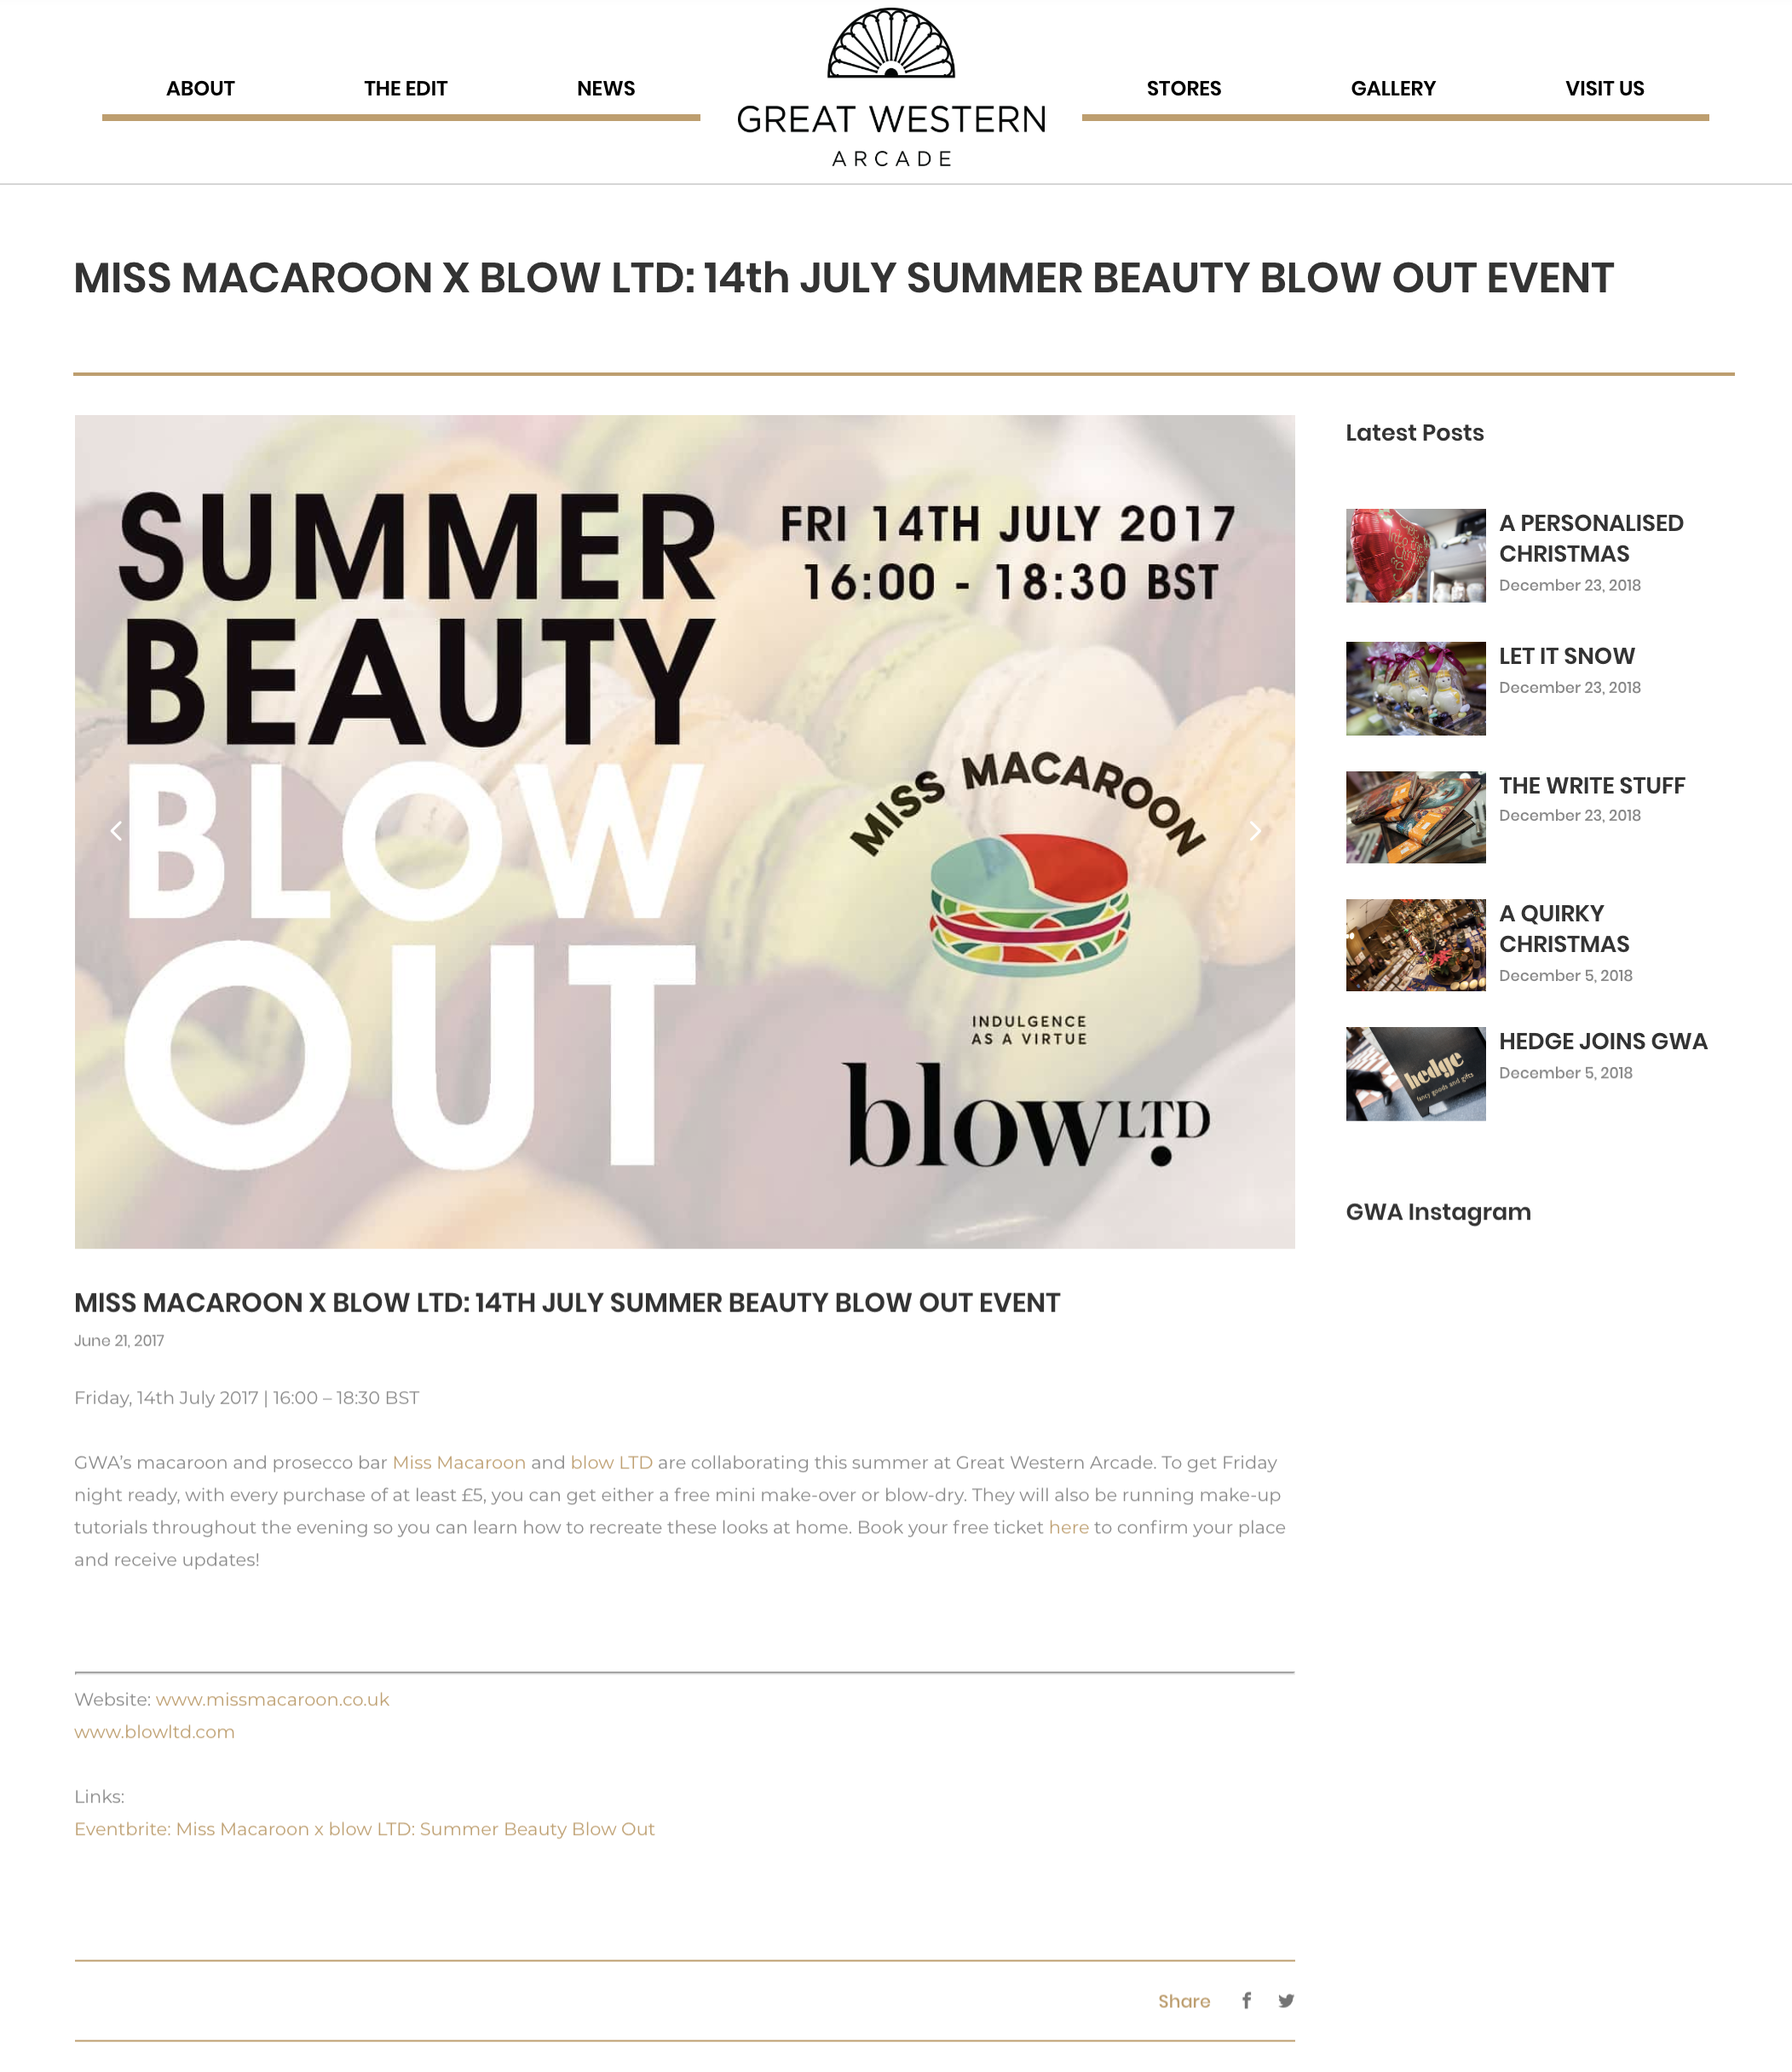 ABOUT
THE EDIT
NEWS
GREAT WESTERN
ARCADE
STORES
GALLERY
VISIT US
MISS MACAROON X BLOW LTD: 14th JULY SUMMER BEAUTY BLOW OUT EVENT
SUMMER
BEAUTY
BLOW
OUT
FRI 14TH JULY 2017
16:00 - 18:30 BST
MISS MACAROON
INDULGENCE
AS A VIRTUE
blow LTD
Latest Posts
A PERSONALISED
CHRISTMAS
December 23, 2018
LET IT SNOW
December 23, 2018
THE WRITE STUFF
December 23, 2018
A QUIRKY
CHRISTMAS
December 5, 2018
hedge
fancy goods and gifts
HEDGE JOINS GWA
December 5, 2018
GWA Instagram
MISS MACAROON X BLOW LTD: 14TH JULY SUMMER BEAUTY BLOW OUT EVENT
June 21, 2017
Friday, 14th July 2017 | 16:00 – 18:30 BST
GWA’s macaroon and prosecco bar Miss Macaroon and blow LTD are collaborating this summer at Great Western Arcade. To get Friday
night ready, with every purchase of at least £5, you can get either a free mini make-over or blow-dry. They will also be running make-up
tutorials throughout the evening so you can learn how to recreate these looks at home. Book your free ticket here to confirm your place
and receive updates!
Website: www.missmacaroon.co.uk
www.blowltd.com
Links:
Eventbrite: Miss Macaroon x blow LTD: Summer Beauty Blow Out
Share